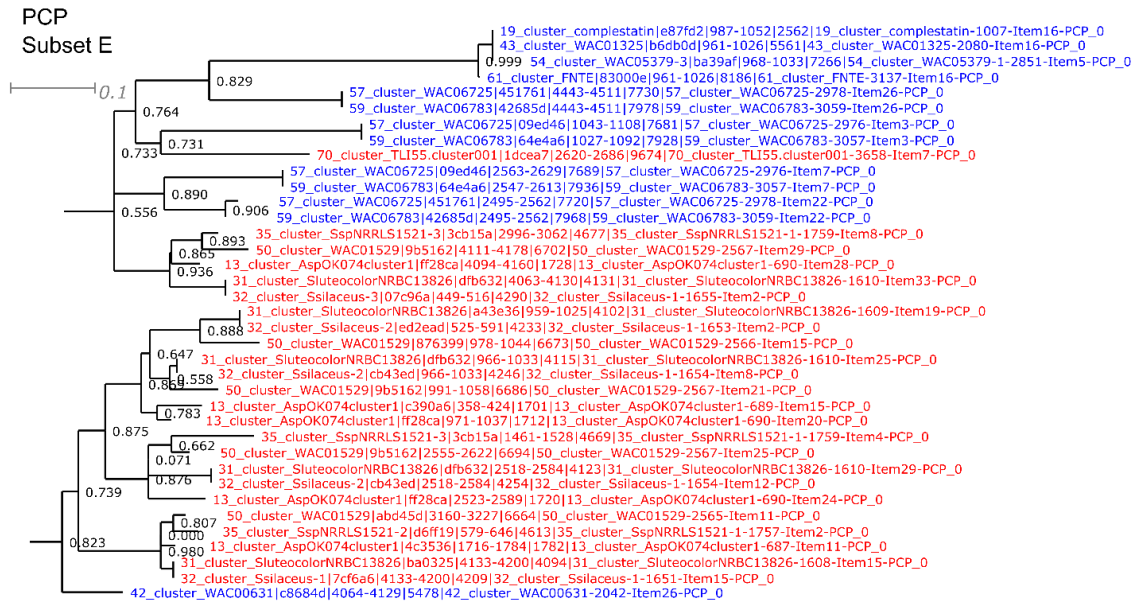 PCP
Subset E
0.1
19_cluster_complestatin|e87fd2|987-1052|2562|19_cluster_complestatin-1007-Item16-PCP_0
43_cluster_WAC01325|b6db0d|961-1026|5561|43_cluster_WAC01325-2080-Item16-PCP_0
0.999
54_cluster_WAC05379-3|ba39af|968-1033|7266|54_cluster_WAC05379-1-2851-Item5-PCP_0
61_cluster_FNTE|83000e|961-1026|8186|61_cluster_FNTE-3137-Item16-PCP_0
0.829
57_cluster_WAC06725|451761|4443-4511|7730|57_cluster_WAC06725-2978-Item26-PCP_0
59_cluster_WAC06783|42685d|4443-4511|7978|59_cluster_WAC06783-3059-Item26-PCP_0
0.764
57_cluster_WAC06725|09ed46|1043-1108|7681|57_cluster_WAC06725-2976-Item3-PCP_0
59_cluster_WAC06783|64e4a6|1027-1092|7928|59_cluster_WAC06783-3057-Item3-PCP_0
0.731
0.733
70_cluster_TLI55.cluster001|1dcea7|2620-2686|9674|70_cluster_TLI55.cluster001-3658-Item7-PCP_0
57_cluster_WAC06725|09ed46|2563-2629|7689|57_cluster_WAC06725-2976-Item7-PCP_0
59_cluster_WAC06783|64e4a6|2547-2613|7936|59_cluster_WAC06783-3057-Item7-PCP_0
0.890
57_cluster_WAC06725|451761|2495-2562|7720|57_cluster_WAC06725-2978-Item22-PCP_0
0.556
0.906
59_cluster_WAC06783|42685d|2495-2562|7968|59_cluster_WAC06783-3059-Item22-PCP_0
35_cluster_SspNRRLS1521-3|3cb15a|2996-3062|4677|35_cluster_SspNRRLS1521-1-1759-Item8-PCP_0
0.893
50_cluster_WAC01529|9b5162|4111-4178|6702|50_cluster_WAC01529-2567-Item29-PCP_0
0.865
13_cluster_AspOK074cluster1|ff28ca|4094-4160|1728|13_cluster_AspOK074cluster1-690-Item28-PCP_0
0.936
31_cluster_SluteocolorNRBC13826|dfb632|4063-4130|4131|31_cluster_SluteocolorNRBC13826-1610-Item33-PCP_0
32_cluster_Ssilaceus-3|07c96a|449-516|4290|32_cluster_Ssilaceus-1-1655-Item2-PCP_0
31_cluster_SluteocolorNRBC13826|a43e36|959-1025|4102|31_cluster_SluteocolorNRBC13826-1609-Item19-PCP_0
32_cluster_Ssilaceus-2|ed2ead|525-591|4233|32_cluster_Ssilaceus-1-1653-Item2-PCP_0
0.888
50_cluster_WAC01529|876399|978-1044|6673|50_cluster_WAC01529-2566-Item15-PCP_0
0.647
31_cluster_SluteocolorNRBC13826|dfb632|966-1033|4115|31_cluster_SluteocolorNRBC13826-1610-Item25-PCP_0
32_cluster_Ssilaceus-2|cb43ed|966-1033|4246|32_cluster_Ssilaceus-1-1654-Item8-PCP_0
0.558
50_cluster_WAC01529|9b5162|991-1058|6686|50_cluster_WAC01529-2567-Item21-PCP_0
13_cluster_AspOK074cluster1|c390a6|358-424|1701|13_cluster_AspOK074cluster1-689-Item15-PCP_0
0.783
13_cluster_AspOK074cluster1|ff28ca|971-1037|1712|13_cluster_AspOK074cluster1-690-Item20-PCP_0
0.875
35_cluster_SspNRRLS1521-3|3cb15a|1461-1528|4669|35_cluster_SspNRRLS1521-1-1759-Item4-PCP_0
0.662
50_cluster_WAC01529|9b5162|2555-2622|6694|50_cluster_WAC01529-2567-Item25-PCP_0
0.071
31_cluster_SluteocolorNRBC13826|dfb632|2518-2584|4123|31_cluster_SluteocolorNRBC13826-1610-Item29-PCP_0
0.876
32_cluster_Ssilaceus-2|cb43ed|2518-2584|4254|32_cluster_Ssilaceus-1-1654-Item12-PCP_0
0.739
13_cluster_AspOK074cluster1|ff28ca|2523-2589|1720|13_cluster_AspOK074cluster1-690-Item24-PCP_0
50_cluster_WAC01529|abd45d|3160-3227|6664|50_cluster_WAC01529-2565-Item11-PCP_0
0.807
35_cluster_SspNRRLS1521-2|d6ff19|579-646|4613|35_cluster_SspNRRLS1521-1-1757-Item2-PCP_0
0.000
0.823
13_cluster_AspOK074cluster1|4c3536|1716-1784|1782|13_cluster_AspOK074cluster1-687-Item11-PCP_0
0.980
31_cluster_SluteocolorNRBC13826|ba0325|4133-4200|4094|31_cluster_SluteocolorNRBC13826-1608-Item15-PCP_0
32_cluster_Ssilaceus-1|7cf6a6|4133-4200|4209|32_cluster_Ssilaceus-1-1651-Item15-PCP_0
42_cluster_WAC00631|c8684d|4064-4129|5478|42_cluster_WAC00631-2042-Item26-PCP_0